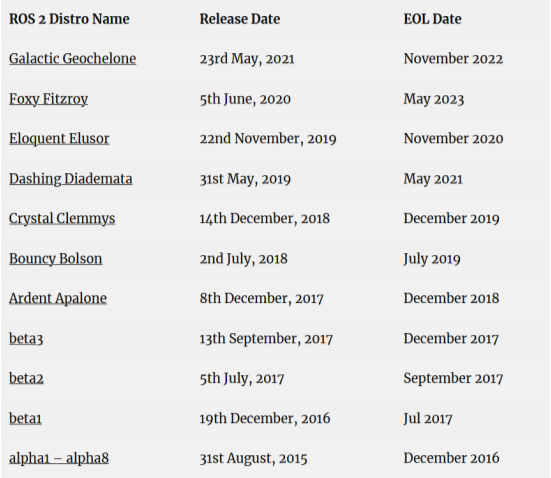 ROS 2 Distro Name Release Date EOL Date
Galactic Geochelone 23rd May, 2021 November 2022
Foxy Fitzroy 5th June, 2020 May 2023
Eloquent Elusor 22nd November, 2019 November 2020
Dashing Diademata 31st May, 2019 May 2021
Crystal Clemmys 14th December, 2018 December 2019
Bouncy Bolson 2nd July, 2018 July 2019
Ardent Apalone 8th December, 2017 December 2018
beta3 13th September, 2017 December 2017
beta2 5th July, 2017 September 2017
beta1 19th December, 2016 Jul 2017
alpha1 – alpha8 31st August, 2015 December 2016